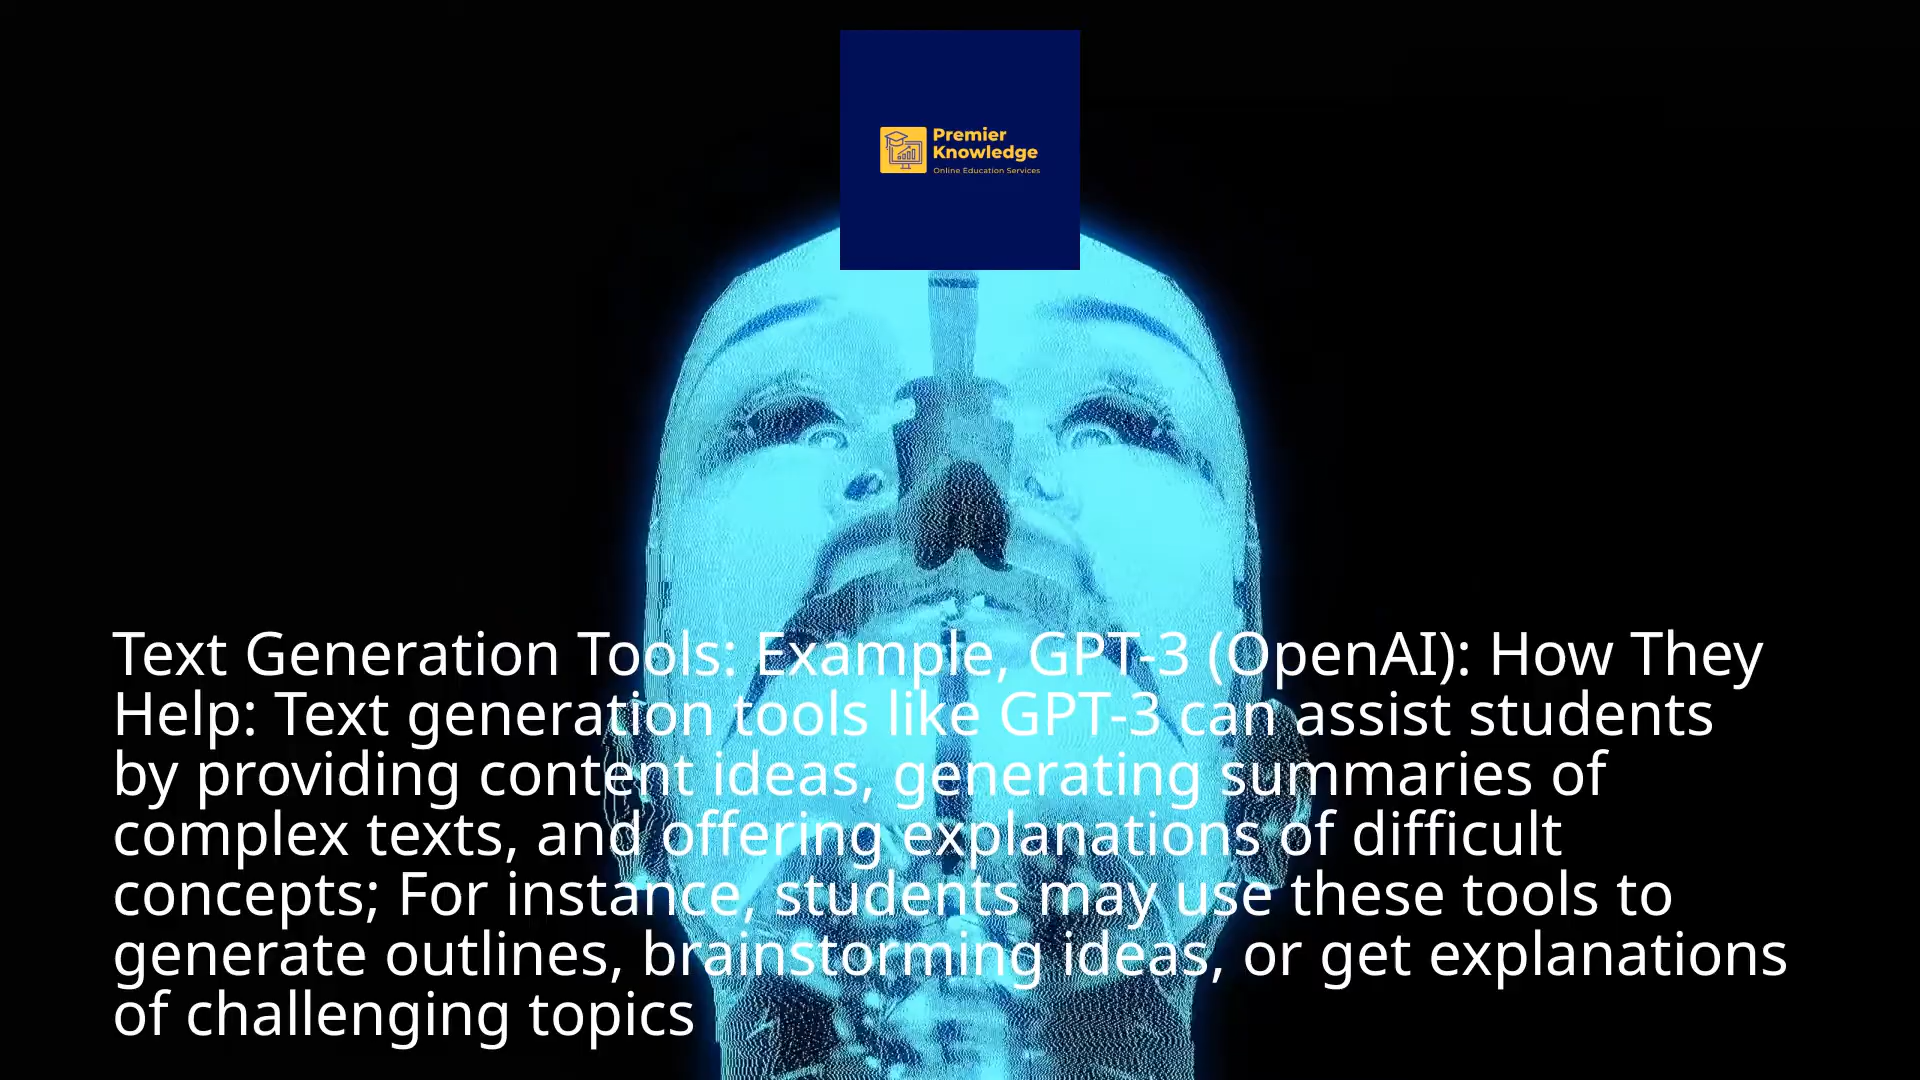 Premier
Knowledge
Online Education Services
Text Generation Tools: Example, GPT-3 (OpenAI): How They
Help: Text generation tools like GPT-3 can assist students
by providing content ideas, generating summaries of
complex texts, and offering explanations of difficult
concepts; For instance, students may use these tools to
generate outlines, brainstorming ideas, or get explanations
of challenging topics